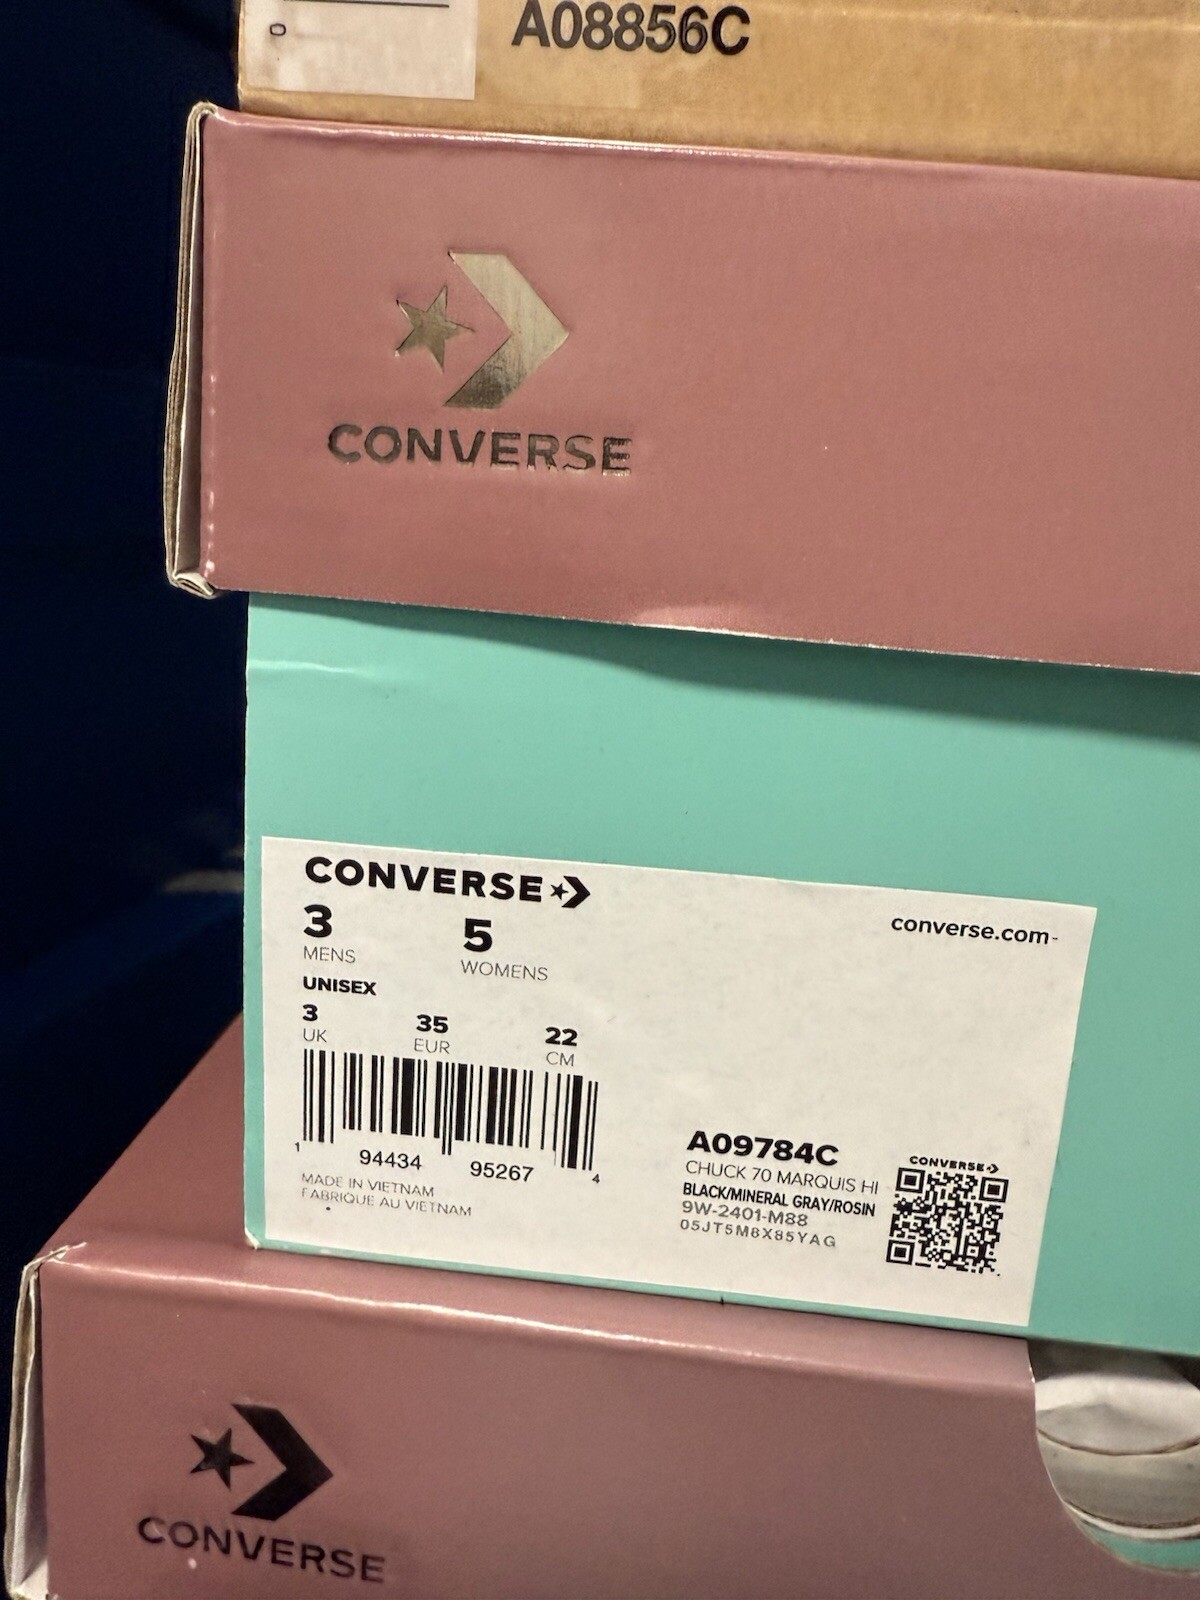 O
A08856C
CONVERSE
CONVERSE
converse.com
3
MENS
5
WOMENS
UNISEX
3
UK
35
EUR
22
CM
1 94434 95267 4
MADE IN VIETNAM
FABRIQUE AU VIETNAM
A09784C
CHUCK 70 MARQUIS HI
BLACK/MINERAL GRAY/ROSIN
9W-2401-M88
05JT5M8X85YAG
CONVERSE
CONVERSE